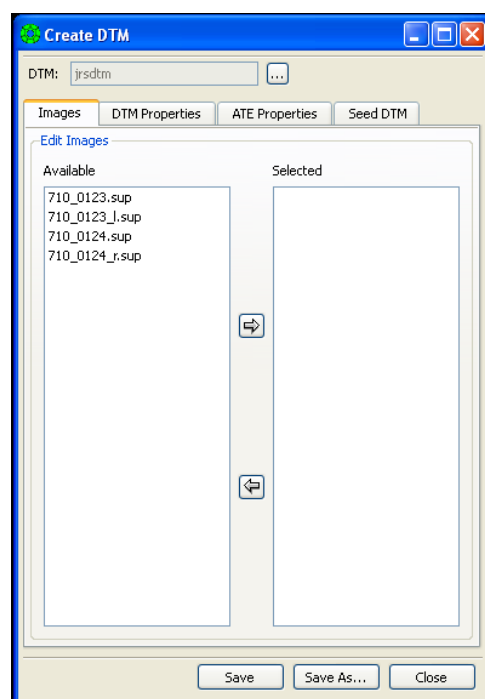 Create DTM
DTM: jrsdtm ...
Images DTM Properties ATE Properties Seed DTM
Edit Images
Available Selected
710_0123.sup
710_0123_l.sup
710_0124.sup
710_0124_r.sup
Save Save As... Close